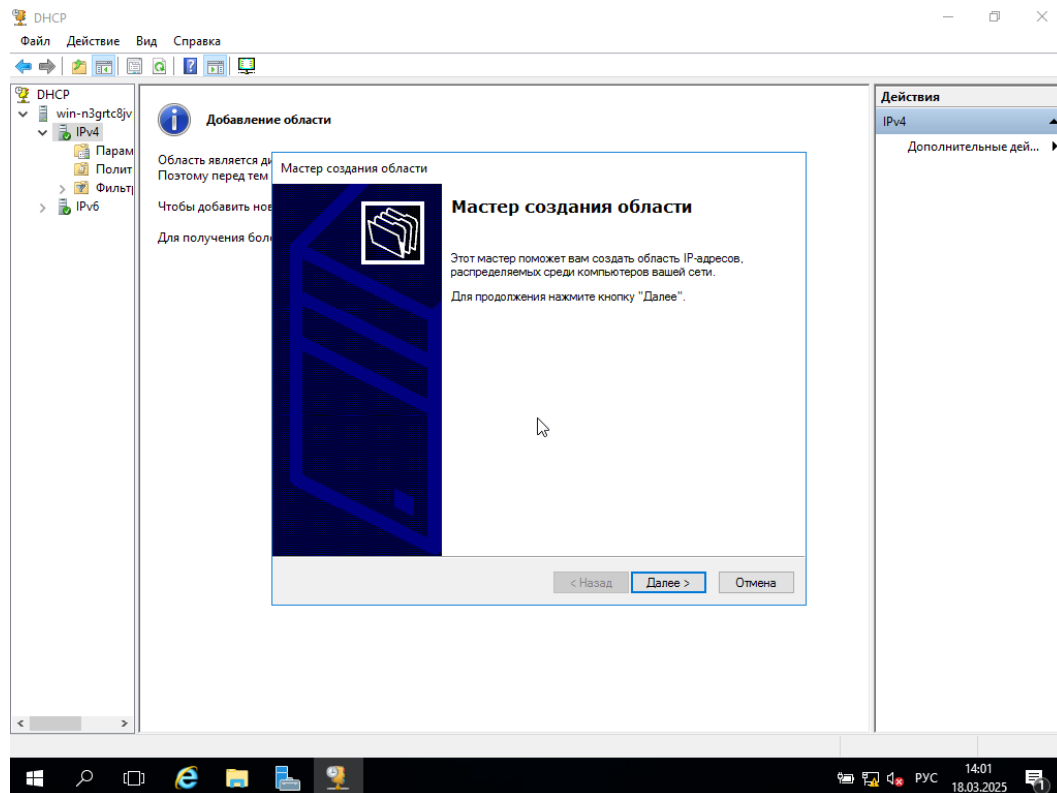 DHCP
Файл Действие Вид Справка
DHCP
win-n3grtc8jv
IPv4
Парам
Полит
Фильт
IPv6
Добавление области
Область является ди
Поэтому перед тем
Чтобы добавить нов
Для получения боле
Мастер создания области
Мастер создания области
Этот мастер поможет вам создать область IP-адресов,
распределяемых среди компьютеров вашей сети.
Для продолжения нажмите кнопку "Далее".
< Назад
Далее >
Отмена
Действия
IPv4
Дополнительные дей...
РУС
14:01
18.03.2025
1